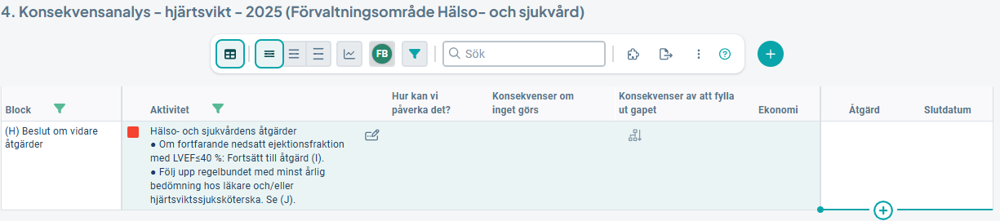 4. Konsekvensanalys - hjärtsvikt - 2025 (Förvaltningsområde Hälso- och sjukvård)
FB
Sök
Block
Aktivitet
Hur kan vi
påverka det?
Konsekvenser om
inget görs
Konsekvenser av att fylla
ut gapet
Ekonomi
Åtgärd
Slutdatum
(H) Beslut om vidare
åtgärder
Hälso- och sjukvårdens åtgärder
● Om fortfarande nedsatt ejektionsfraktion
med LVEF≤40 %: Fortsätt till åtgärd (I).
● Följ upp regelbundet med minst årlig
bedömning hos läkare och/eller
hjärtsviktssjuksköterska. Se (J).